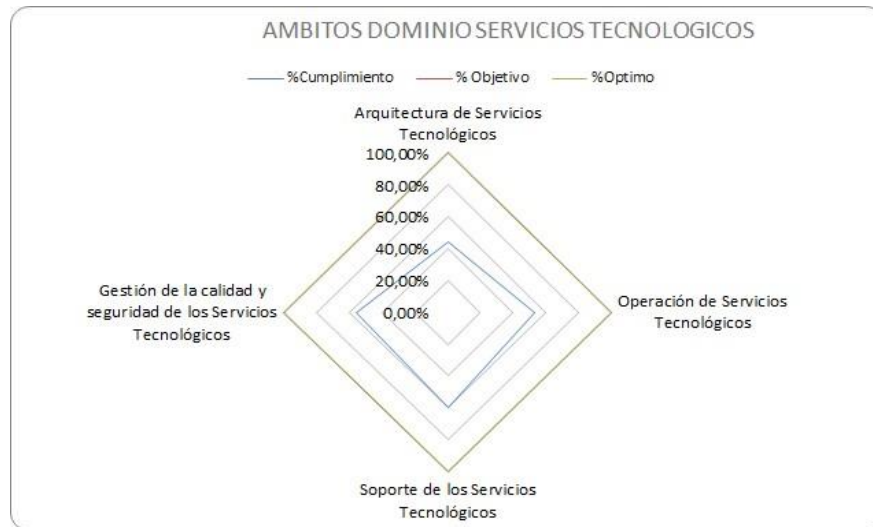 AMBITOS DOMINIO SERVICIOS TECNOLOGICOS
%Cumplimiento % Objetivo %Optimo
Arquitectura de Servicios
Tecnológicos
100,00%
80,00%
60,00%
40,00%
20,00%
0,00%
Gestión de la calidad y
seguridad de los Servicios
Tecnológicos
Operación de Servicios
Tecnológicos
Soporte de los Servicios
Tecnológicos